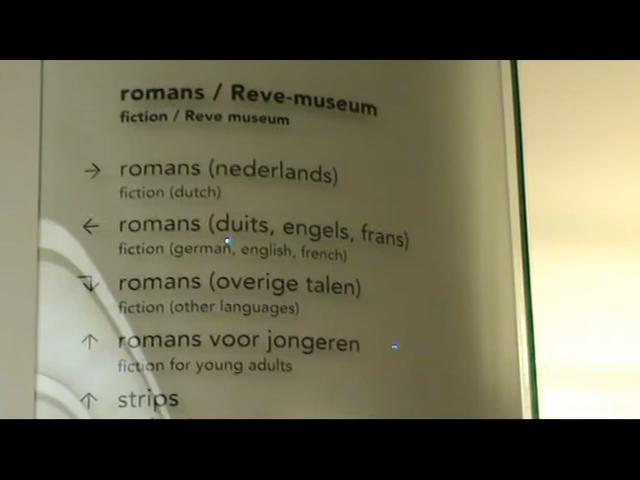 romans / Reve-museum
fiction / Reve museum
→ romans (nederlands)
fiction (dutch)
← romans (duits, engels, frans)
fiction (german, english, french)
romans (overige talen)
fiction (other languages)
↑ romans voor jongeren
fiction for young adults
↑ strips